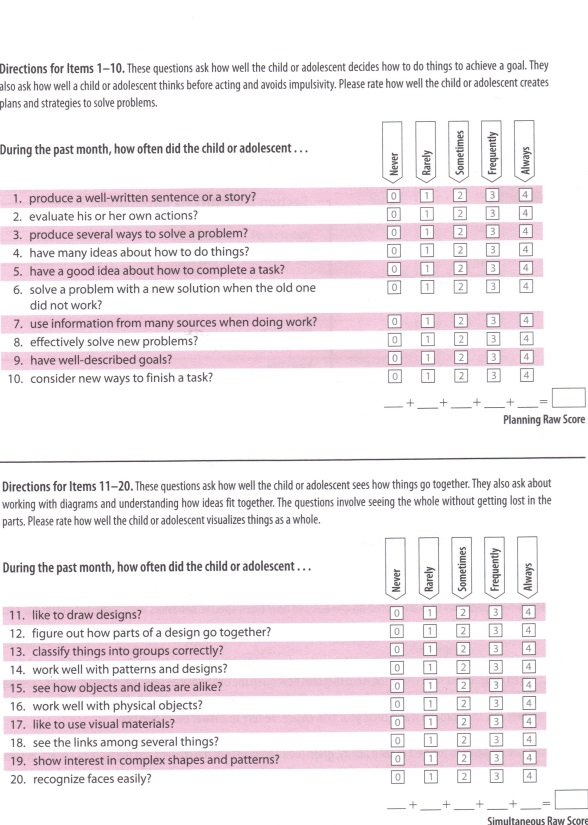 Directions for Items 1–10. These questions ask how well the child or adolescent decides how to do things to achieve a goal. They
also ask how well a child or adolescent thinks before acting and avoids impulsivity. Please rate how well the child or adolescent creates
plans and strategies to solve problems.
During the past month, how often did the child or adolescent . . .
Never Rarely Sometimes Frequently Always
1. produce a well-written sentence or a story? 0 1 2 3 4
2. evaluate his or her own actions? 0 1 2 3 4
3. produce several ways to solve a problem? 0 1 2 3 4
4. have many ideas about how to do things? 0 1 2 3 4
5. have a good idea about how to complete a task? 0 1 2 3 4
6. solve a problem with a new solution when the old one 0 1 2 3 4
did not work?
7. use information from many sources when doing work? 0 1 2 3 4
8. effectively solve new problems? 0 1 2 3 4
9. have well-described goals? 0 1 2 3 4
10. consider new ways to finish a task? 0 1 2 3 4
___ + ___ + ___ + ___ + ___ =
Planning Raw Score
Directions for Items 11–20. These questions ask how well the child or adolescent sees how things go together. They also ask about
working with diagrams and understanding how ideas fit together. The questions involve seeing the whole without getting lost in the
parts. Please rate how well the child or adolescent visualizes things as a whole.
During the past month, how often did the child or adolescent . . .
Never Rarely Sometimes Frequently Always
11. like to draw designs? 0 1 2 3 4
12. figure out how parts of a design go together? 0 1 2 3 4
13. classify things into groups correctly? 0 1 2 3 4
14. work well with patterns and designs? 0 1 2 3 4
15. see how objects and ideas are alike? 0 1 2 3 4
16. work well with physical objects? 0 1 2 3 4
17. like to use visual materials? 0 1 2 3 4
18. see the links among several things? 0 1 2 3 4
19. show interest in complex shapes and patterns? 0 1 2 3 4
20. recognize faces easily? 0 1 2 3 4
___ + ___ + ___ + ___ + ___ =
Simultaneous Raw Score